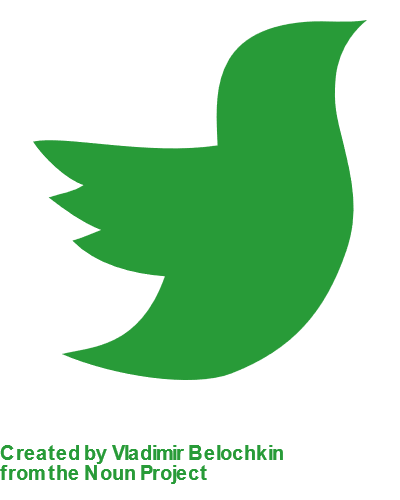 Created by Vladimir Belochkin
from the Noun Project